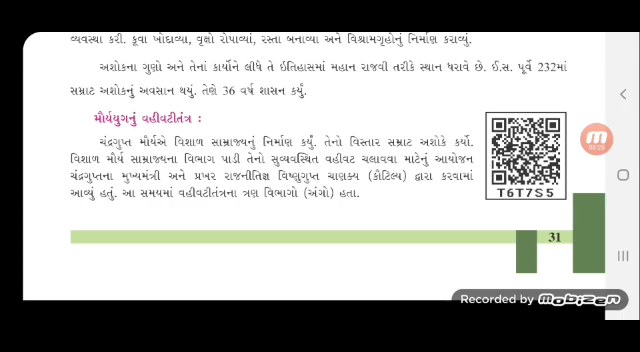 વ્યવસ્થા કરી. કૂવા ખોદાવ્યા, વૃક્ષો રોપાવ્યાં, રસ્તા બનાવ્યા અને વિશ્રામગૃહોનું નિર્માણ કરાવ્યું.
અશોકના ગુણો અને તેનાં કાર્યોને લીધે તે ઇતિહાસમાં મહાન રાજવી તરીકે સ્થાન ધરાવે છે. ઈ.સ. પૂર્વે 232માં
સમ્રાટ અશોકનું અવસાન થયું. તેણે 36 વર્ષ શાસન કર્યું.
મૌર્યયુગનું વહીવટીતંત્ર :
ચંદ્રગુપ્ત મૌર્યએ વિશાળ સામ્રાજ્યનું નિર્માણ કર્યું. તેનો વિસ્તાર સમ્રાટ અશોકે કર્યો.
વિશાળ મૌર્ય સામ્રાજ્યના વિભાગ પાડી તેનો સુવ્યવસ્થિત વહીવટ ચલાવવા માટેનું આયોજન
ચંદ્રગુપ્તના મુખ્યમંત્રી અને પ્રખર રાજનીતિજ્ઞ વિષ્ણુગુપ્ત ચાણક્ય (કૌટિલ્ય) દ્વારા કરવામાં
આવ્યું હતું. આ સમયમાં વહીવટીતંત્રના ત્રણ વિભાગો (અંગો) હતા.
T6T7S5
31
Recorded by mobizen